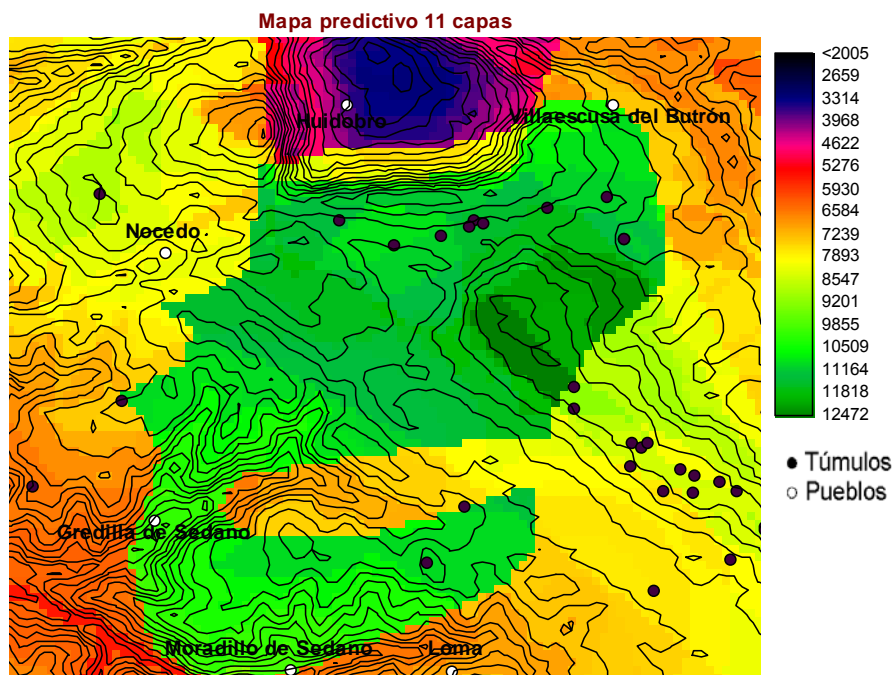 Mapa predictivo 11 capas
Huidobro
Villaescusa del Butrón
Nocedo
Gredilla de Sedano
Moradillo de Sedano
Loma
<2005
2659
3314
3968
4622
5276
5930
6584
7239
7893
8547
9201
9855
10509
11164
11818
12472
Túmulos
Pueblos